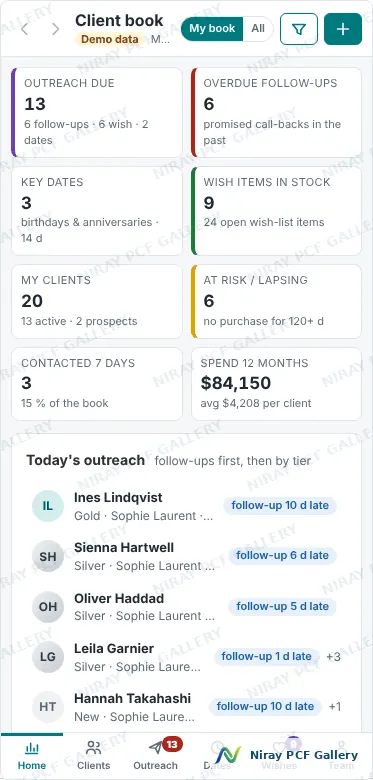 Client book
Demo data M...
My book All
OUTREACH DUE
13
6 follow-ups · 6 wish · 2
dates
OVERDUE FOLLOW-UPS
6
promised call-backs in the
past
KEY DATES
3
birthdays & anniversaries ·
14 d
WISH ITEMS IN STOCK
9
24 open wish-list items
MY CLIENTS
20
13 active · 2 prospects
AT RISK / LAPSING
6
no purchase for 120+ d
CONTACTED 7 DAYS
3
15 % of the book
SPEND 12 MONTHS
$84,150
avg $4,208 per client
Today's outreach follow-ups first, then by tier
IL Ines Lindqvist follow-up 10 d late
Gold · Sophie Laurent ·...
SH Sienna Hartwell follow-up 6 d late
Silver · Sophie Laurent ...
OH Oliver Haddad follow-up 5 d late
Silver · Sophie Laurent ...
LG Leila Garnier follow-up 1 d late +3
Silver · Sophie Laure...
HT Hannah Takahashi follow-up 10 d late +1
New · Sophie Laure...
13
Home Clients Outreach Dates Wishes Team
Niray PCF Gallery
NIRAY PCF GALLERY